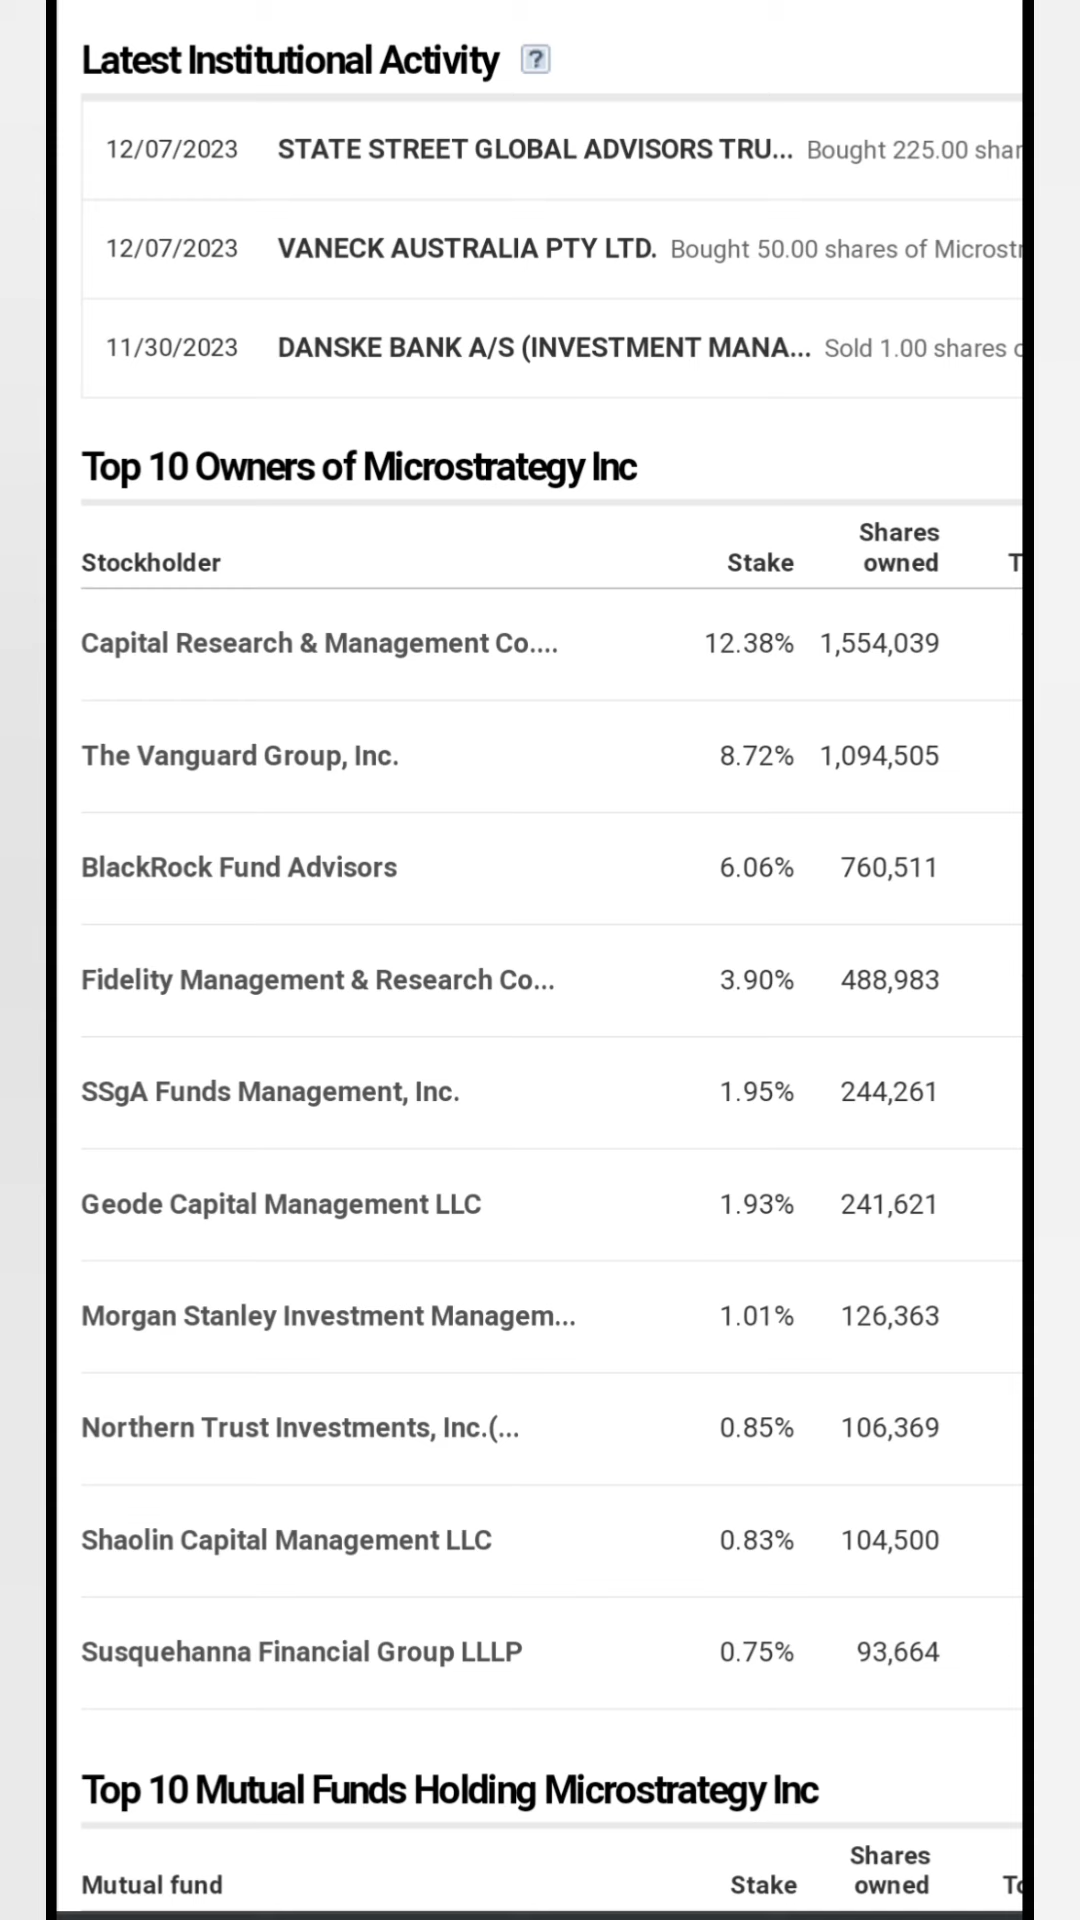 Latest Institutional Activity ?
12/07/2023 STATE STREET GLOBAL ADVISORS TRU... Bought 225.00 shar
12/07/2023 VANECK AUSTRALIA PTY LTD. Bought 50.00 shares of Microst
11/30/2023 DANSKE BANK A/S (INVESTMENT MANA... Sold 1.00 shares
Top 10 Owners of Microstrategy Inc
Stockholder Stake Shares owned T
Capital Research & Management Co.... 12.38% 1,554,039
The Vanguard Group, Inc. 8.72% 1,094,505
BlackRock Fund Advisors 6.06% 760,511
Fidelity Management & Research Co... 3.90% 488,983
SSgA Funds Management, Inc. 1.95% 244,261
Geode Capital Management LLC 1.93% 241,621
Morgan Stanley Investment Managem... 1.01% 126,363
Northern Trust Investments, Inc.(... 0.85% 106,369
Shaolin Capital Management LLC 0.83% 104,500
Susquehanna Financial Group LLLP 0.75% 93,664
Top 10 Mutual Funds Holding Microstrategy Inc
Mutual fund Stake Shares owned To